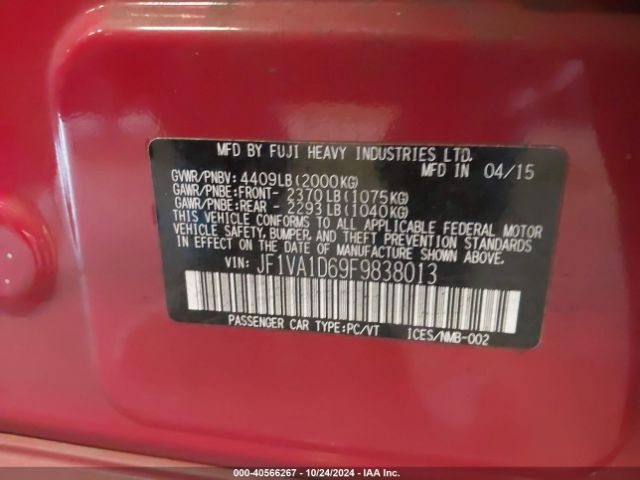 MFD BY FUJI HEAVY INDUSTRIES LTD.
MFD IN 04/15
GVWR/PNBV: 4409LB(2000KG)
GAWR/PNBE:FRONT- 2370LB(1075KG)
GAWR/PNBE:REAR - 2293LB(1040KG)
THIS VEHICLE CONFORMS TO ALL APPLICABLE FEDERAL MOTOR
VEHICLE SAFETY, BUMPER, AND THEFT PREVENTION STANDARDS
IN EFFECT ON THE DATE OF MANUFACTURE SHOWN ABOVE.
VIN: JF1VA1D69F9838013
PASSENGER CAR TYPE:PC/VT ICES/NMB-002
000-40566267 - 10/24/2024 - IAA Inc.